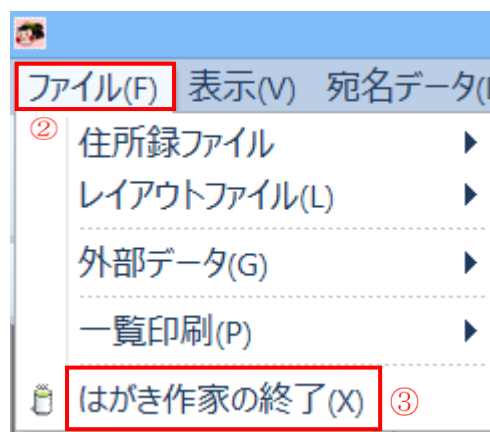 ファイル(F) 表示(V) 宛名データ(
②
住所録ファイル
レイアウトファイル(L)
外部データ(G)
一覧印刷(P)
はがき作家の終了(X) ③